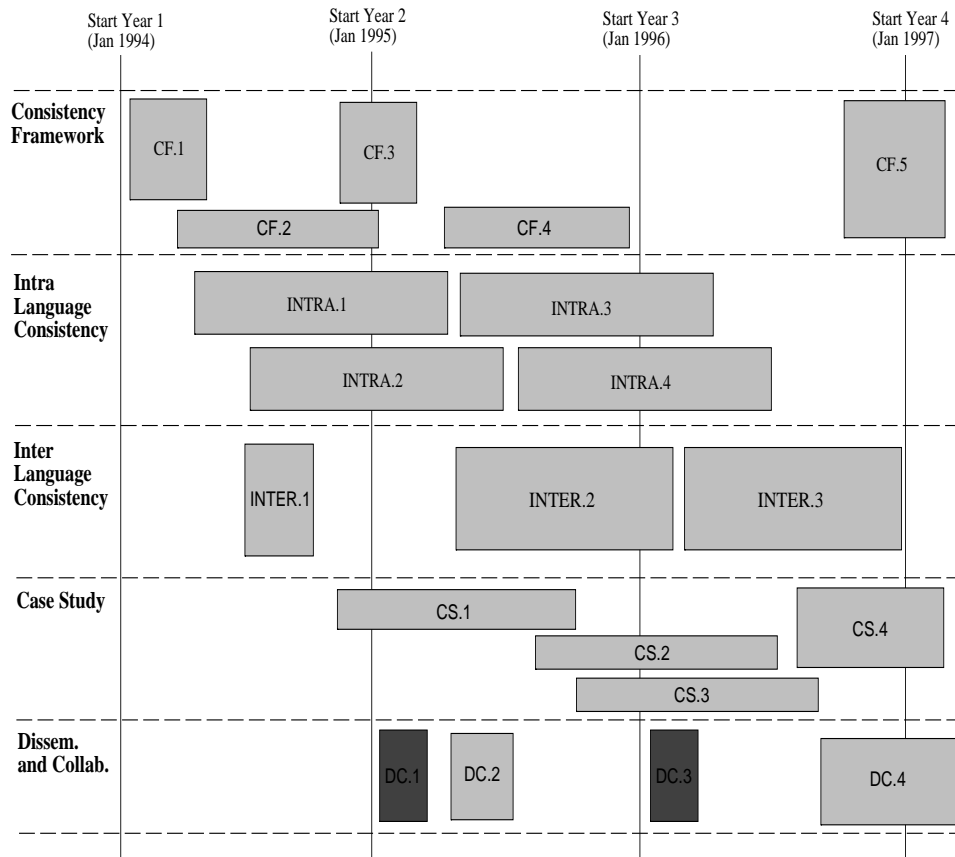 Start Year 1
(Jan 1994)
Start Year 2
(Jan 1995)
Start Year 3
(Jan 1996)
Start Year 4
(Jan 1997)
Consistency
Framework
CF.1
CF.3
CF.5
CF.2
CF.4
Intra
Language
Consistency
INTRA.1
INTRA.3
INTRA.2
INTRA.4
Inter
Language
Consistency
INTER.1
INTER.2
INTER.3
Case Study
CS.1
CS.4
CS.2
CS.3
Dissem.
and Collab.
DC.1
DC.2
DC.3
DC.4